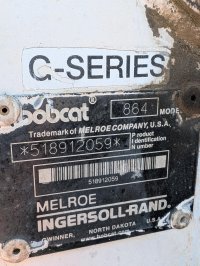 C-SERIES
bobcat 864 MODEL
Trademark of MELROE COMPANY, U.S.A.
*518912059* Product Identification Number
518912059
MELROE
INGERSOLL-RAND
GWINNER, NORTH DAKOTA U.S.A.